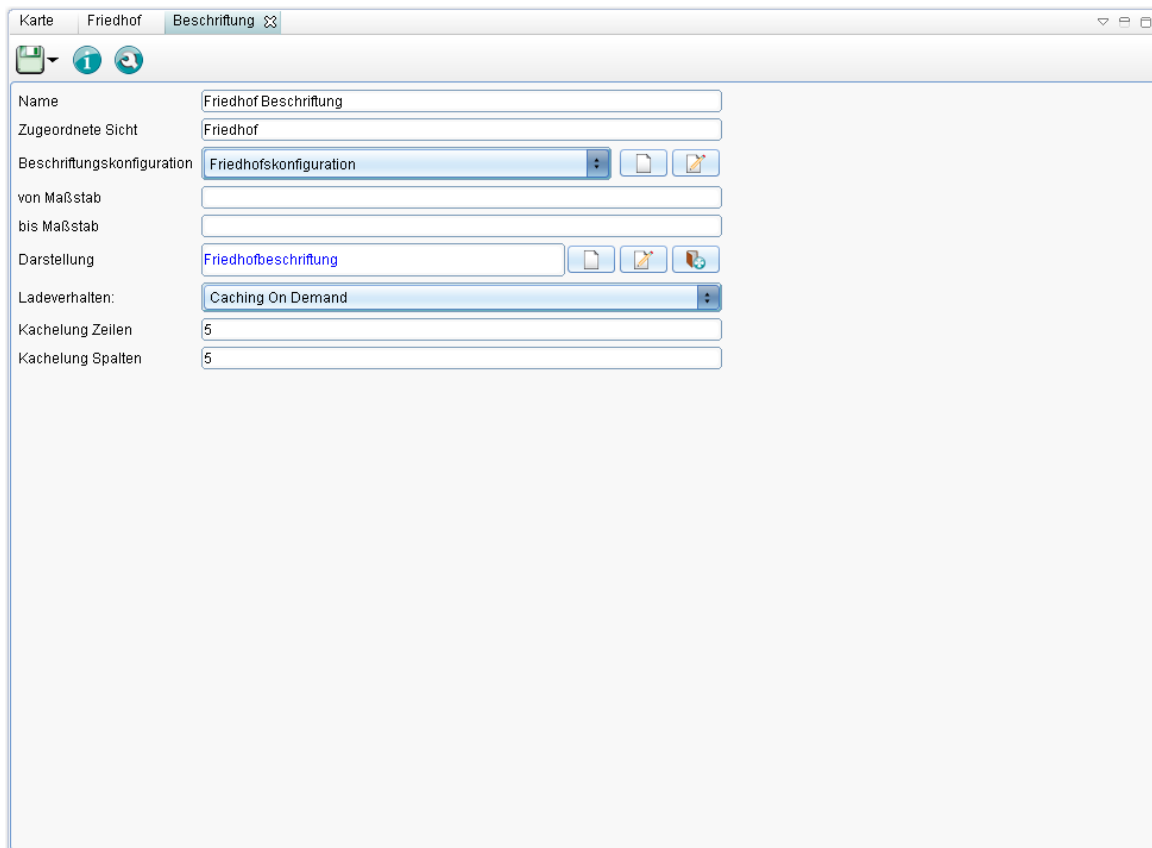 Karte Friedhof Beschriftung
Name Friedhof Beschriftung
Zugeordnete Sicht Friedhof
Beschriftungskonfiguration Friedhofskonfiguration
von Maßstab
bis Maßstab
Darstellung Friedhofbeschriftung
Ladeverhalten: Caching On Demand
Kachelung Zeilen 5
Kachelung Spalten 5